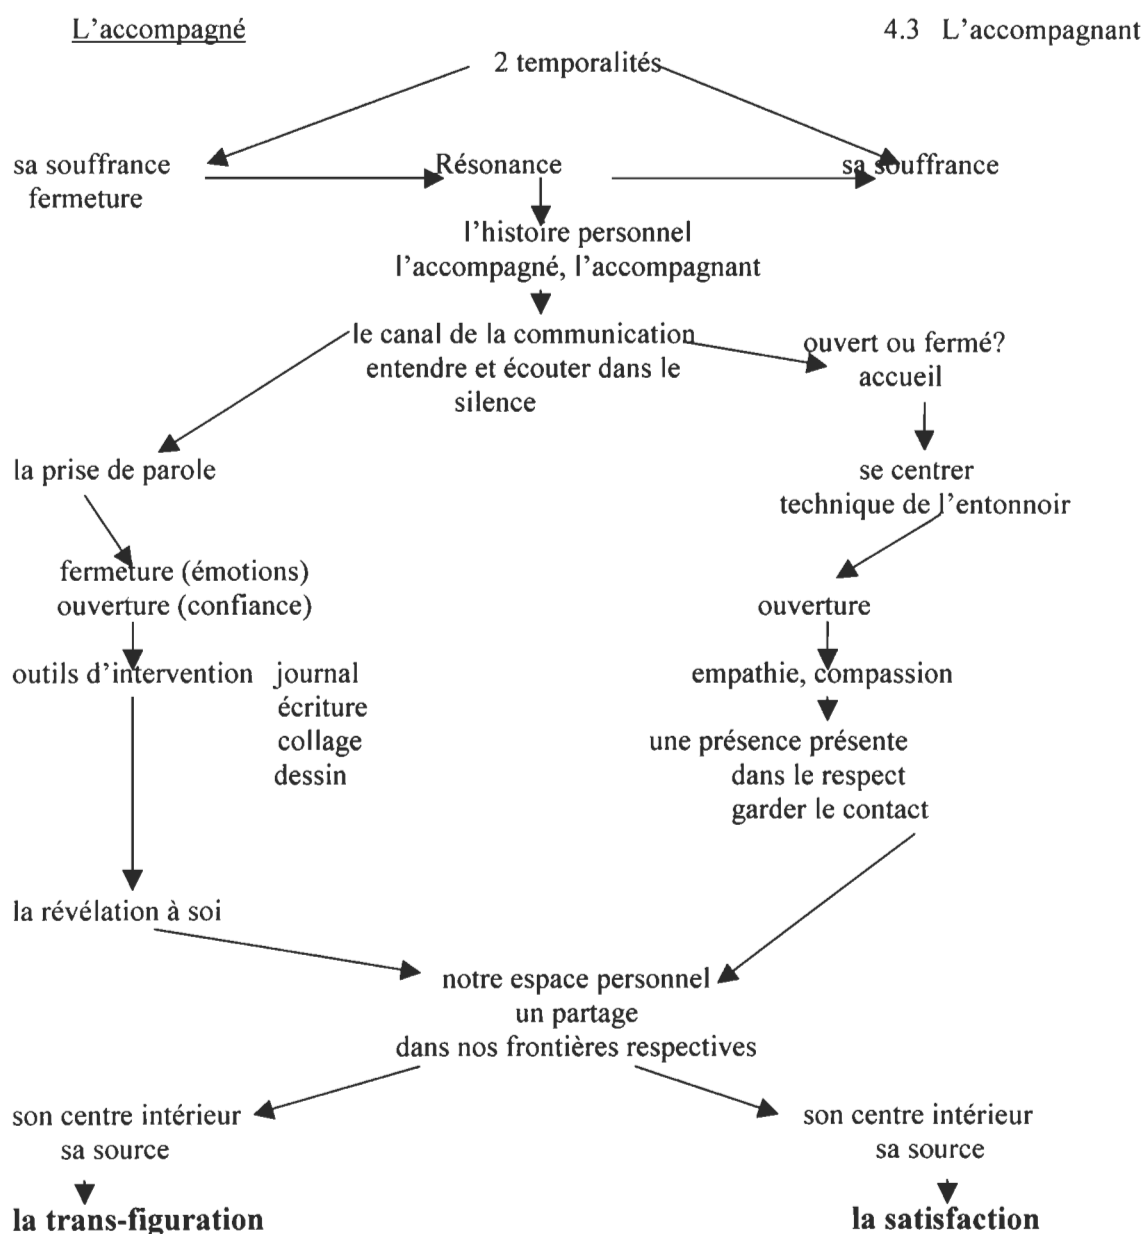 L'accompagné
4.3 L'accompagnant
2 temporalités
sa souffrance
fermeture
Résonance
sa souffrance
l'histoire personnel
l'accompagné, l'accompagnant
le canal de la communication
entendre et écouter dans le
silence
ouvert ou fermé?
accueil
la prise de parole
se centrer
technique de l'entonnoir
fermeture (émotions)
ouverture (confiance)
ouverture
outils d'intervention journal
écriture
collage
dessin
empathie, compassion
une présence présente
dans le respect
garder le contact
la révélation à soi
notre espace personnel
un partage
dans nos frontières respectives
son centre intérieur
sa source
son centre intérieur
sa source
la trans-figuration
la satisfaction